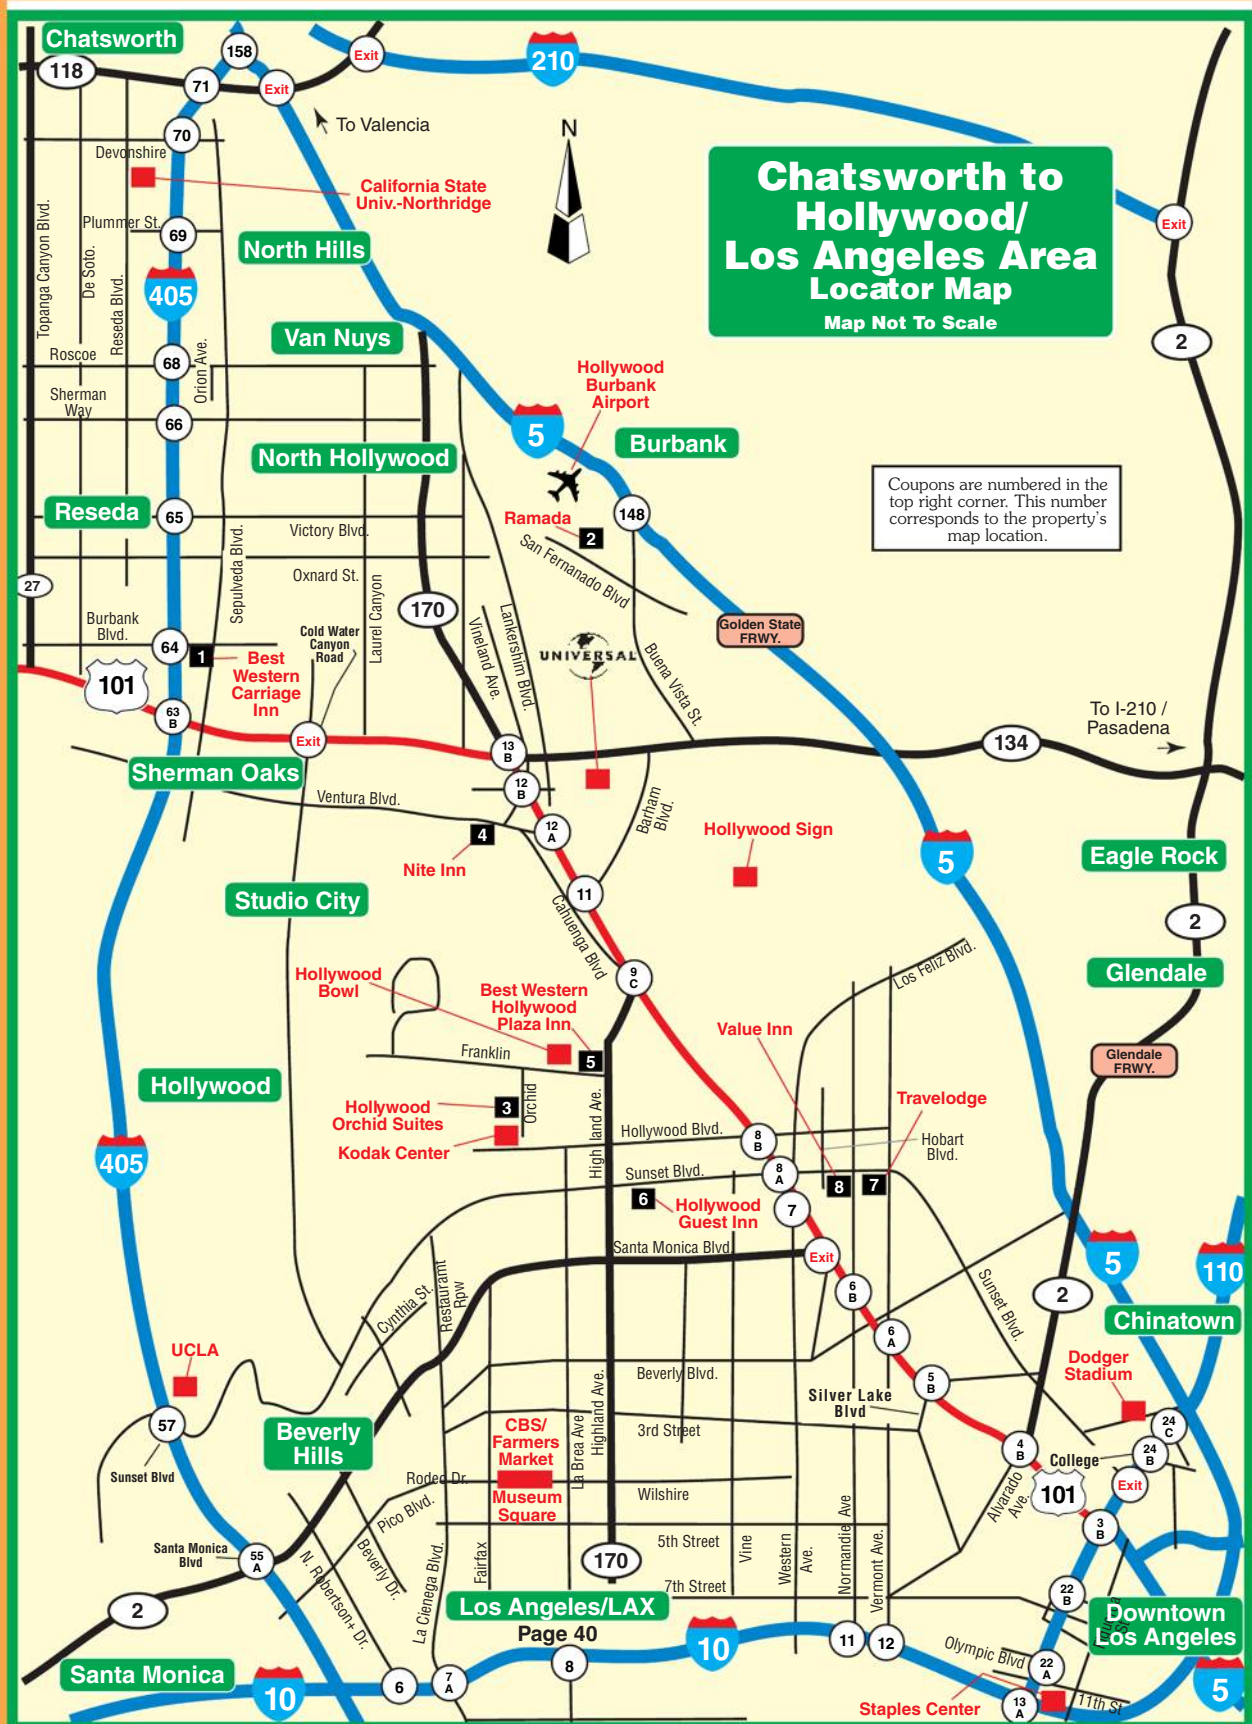 Chatsworth
118
158
71
Exit
Exit
210
To Valencia
N
70
Devonshire
California State
Univ.-Northridge
Chatsworth to
Hollywood/
Los Angeles Area
Locator Map
Map Not To Scale
Exit
Topanga Canyon Blvd.
De Soto.
Reseda Blvd.
Plummer St.
69
North Hills
405
Van Nuys
2
Roscoe
68
Orion Ave.
Sherman
Way
66
Hollywood
Burbank
Airport
5
Burbank
North Hollywood
Coupons are numbered in the
top right corner. This number
corresponds to the property's
map location.
Reseda
65
Victory Blvd.
Ramada
2
148
San Fernanado Blvd
27
Sepulveda Blvd.
Oxnard St.
Laurel Canyon
170
Burbank
Blvd.
64
1
Best
Western
Carriage
Inn
Cold Water
Canyon
Road
Vineland Ave.
Lankershim Blvd.
UNIVERSAL
Buena Vista St.
Golden State
FRWY.
101
63
B
Exit
13
B
134
To I-210 /
Pasadena
Sherman Oaks
12
B
Ventura Blvd.
12
A
Barham
Blvd.
4
Nite Inn
Hollywood Sign
5
Eagle Rock
Studio City
11
Cahuenga Blvd
2
9
C
Los Feliz Blvd.
Glendale
Hollywood
Bowl
Best Western
Hollywood
Plaza Inn
5
Value Inn
Franklin
Glendale
FRWY.
Hollywood
Hollywood
Orchid Suites
3
Orchid
Kodak Center
High land Ave.
Travelodge
Hollywood Blvd.
8
B
Hobart
Blvd.
405
Sunset Blvd.
8
A
8
7
6
Hollywood
Guest Inn
7
Santa Monica Blvd.
Exit
5
110
6
B
2
Sunset Blvd.
Chinatown
Restauramt
Rpw
Cynthia St.
6
A
UCLA
Beverly Blvd.
5
B
Silver Lake
Blvd
Dodger
Stadium
57
Sunset Blvd
Beverly
Hills
CBS/
Farmers
Market
Museum
Square
La Brea Ave
Highland Ave.
3rd Street
4
B
College
24
C
24
B
Exit
Rodeo Dr.
Wilshire
Pico Blvd.
Alvarado
Ave.
101
3
B
Santa Monica
Blvd
55
A
N. Robertson+ Dr.
Beverly Dr.
La Cienega Blvd.
Fairfax
170
5th Street
Vine
Western
Ave.
Normandie Ave
Vermont Ave.
7th Street
22
B
2
Los Angeles/LAX
Page 40
Downtown
Los Angeles
Santa Monica
10
6
7
A
8
10
11
12
Olympic Blvd
22
A
11th St
5
Staples Center
13
A